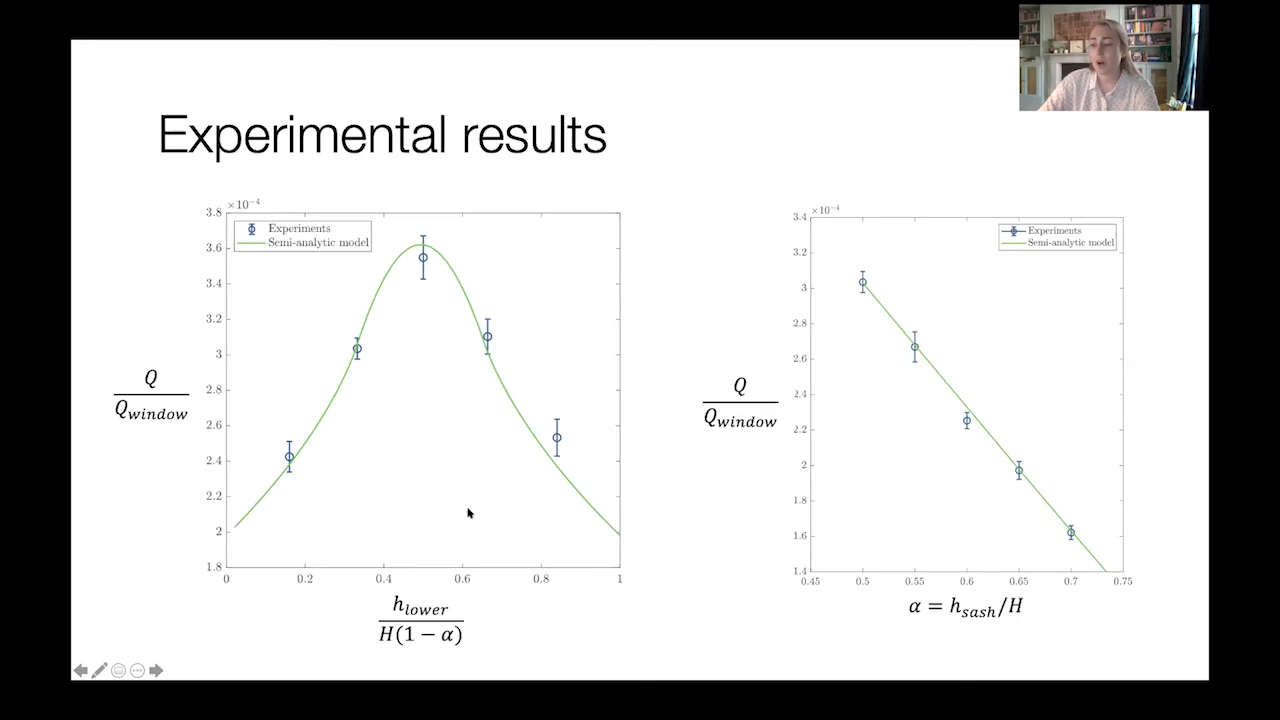 Experimental results
×10⁻⁴
3.8
3.6
3.4
3.2
3
2.8
2.6
2.4
2.2
2
1.8
0 0.2 0.4 0.6 0.8 1
Experiments
Semi-analytic model
Q
Q_window
h_lower
H(1 − α)
×10⁻⁴
3.4
3.2
3
2.6
2.4
2.2
2
1.8
1.6
1.4
0.45 0.5 0.55 0.6 0.65 0.7 0.75
Experiments
Semi-analytic model
Q
Q_window
α = h_sash/H